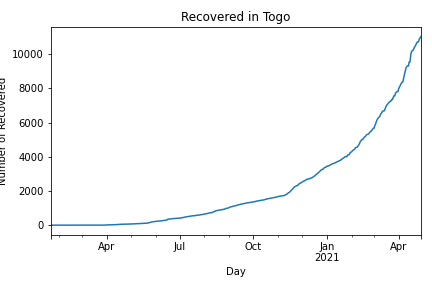 Recovered in Togo
Number of Recovered
10000
8000
6000
4000
2000
0
Apr
Jul
Oct
Jan
2021
Apr
Day